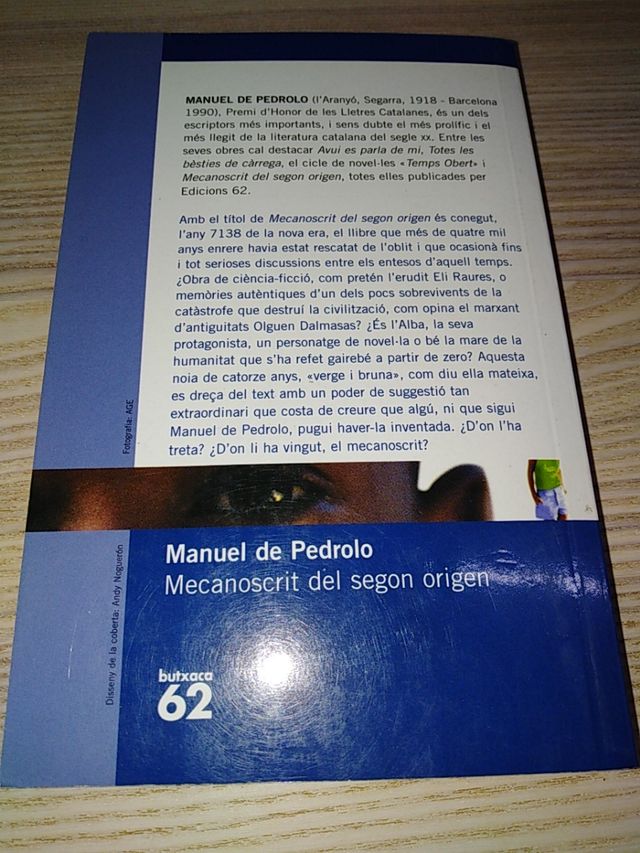 MANUEL DE PEDROLO (l'Aranyó, Segarra, 1918 - Barcelona
1990), Premi d'Honor de les Lletres Catalanes, és un dels
escriptors més importants, i sens dubte el més prolífic i el
més llegit de la literatura catalana del segle XX. Entre les
seves obres cal destacar Avui es parla de mi, Totes les
bèsties de càrrega, el cicle de novel·les «Temps Obert» i
Mecanoscrit del segon origen, totes elles publicades per
Edicions 62.
Amb el títol de Mecanoscrit del segon origen és conegut,
l'any 7138 de la nova era, el llibre que més de quatre mil
anys enrere havia estat rescatat de l'oblit i que ocasionà fins
i tot serioses discussions entre els entesos d'aquell temps.
¿Obra de ciència-ficció, com pretén l'erudit Eli Raures, o
memòries autèntiques d'un dels pocs sobrevivents de la
catàstrofe que destruí la civilització, com opina el marxant
d'antiguitats Olguen Dalmasas? ¿És l'Alba, la seva
protagonista, un personatge de novel·la o bé la mare de la
humanitat que s'ha refet gairebé a partir de zero? Aquesta
noia de catorze anys, «verge i bruna», com diu ella mateixa,
es dreça del text amb un poder de suggestió tan
extraordinari que costa de creure que algú, ni que sigui
Manuel de Pedrolo, pugui haver-la inventada. ¿D'on l'ha
treta? ¿D'on li ha vingut, el mecanoscrit?
Fotografia: AGE
Disseny de la coberta: Andy Noguerón
Manuel de Pedrolo
Mecanoscrit del segon origen
butxaca
62